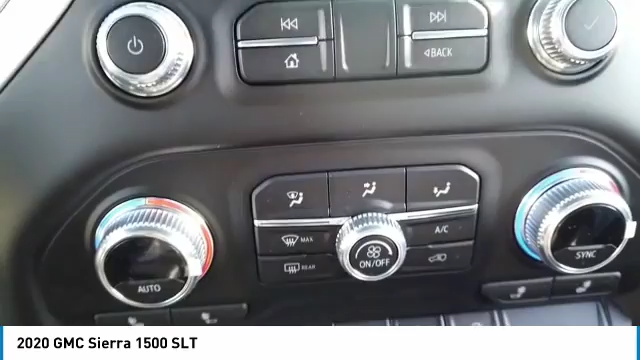 BACK
MAX
A/C
REAR
ON/OFF
AUTO
SYNC
2020 GMC Sierra 1500 SLT